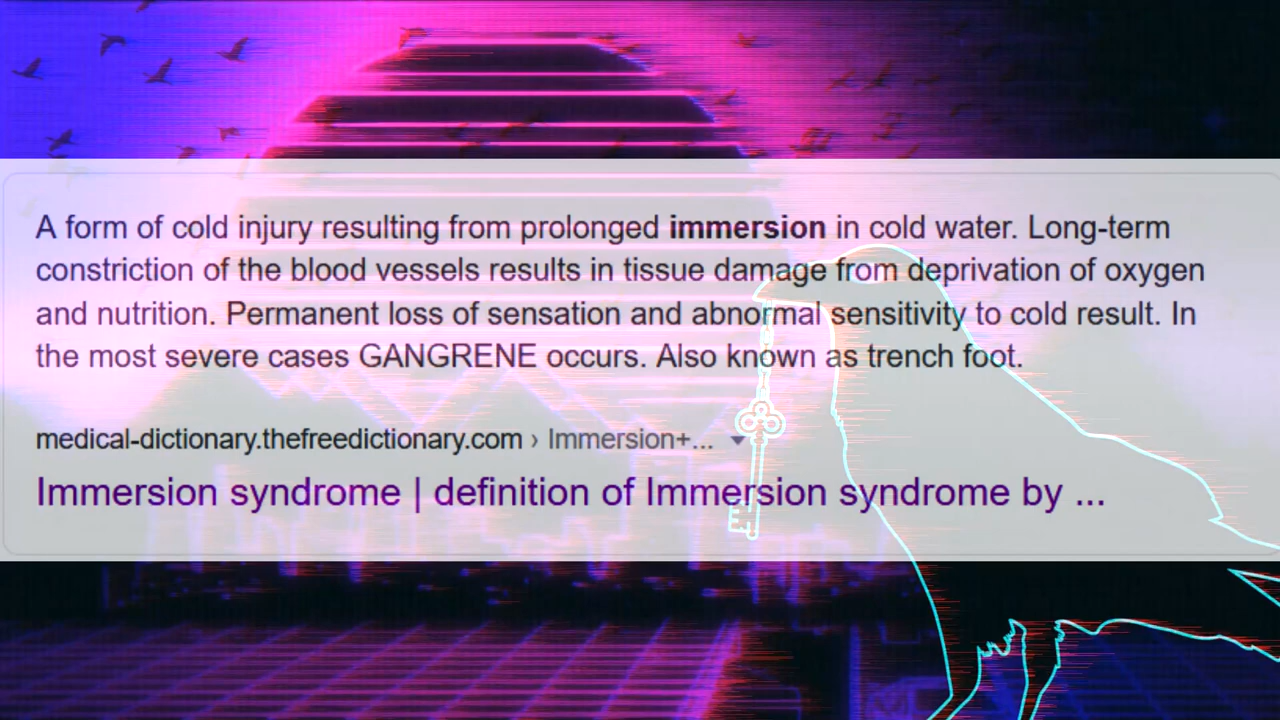 A form of cold injury resulting from prolonged immersion in cold water. Long-term
constriction of the blood vessels results in tissue damage from deprivation of oxygen
and nutrition. Permanent loss of sensation and abnormal sensitivity to cold result. In
the most severe cases GANGRENE occurs. Also known as trench foot.
medical-dictionary.thefreedictionary.com › Immersion+...
Immersion syndrome | definition of Immersion syndrome by ...